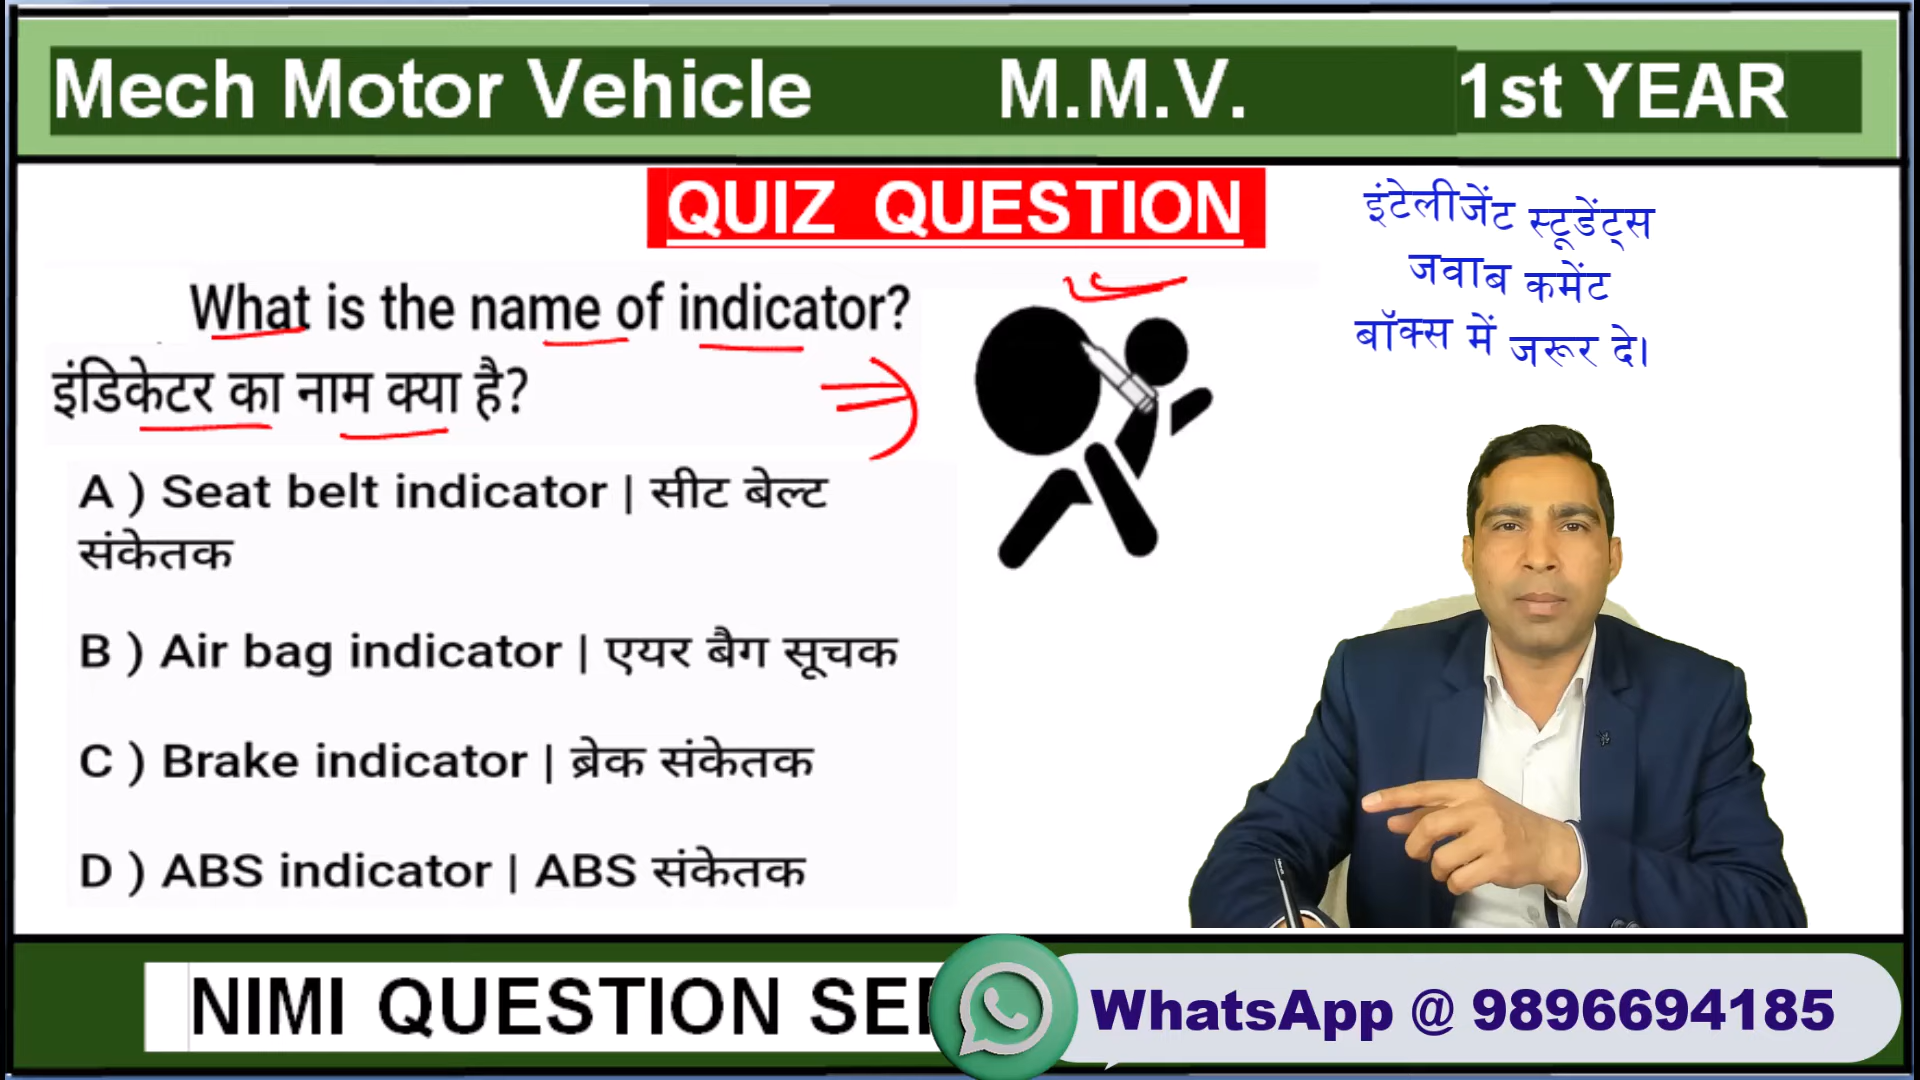 Mech Motor Vehicle M.M.V. 1st YEAR
QUIZ QUESTION
इंटेलीजेंट स्टूडेंट्स
जवाब कमेंट
बॉक्स में जरूर दे।
What is the name of indicator?
इंडिकेटर का नाम क्या है?
A ) Seat belt indicator | सीट बेल्ट
संकेतक
B ) Air bag indicator | एयर बैग सूचक
C ) Brake indicator | ब्रेक संकेतक
D ) ABS indicator | ABS संकेतक
NIMI QUESTION
WhatsApp @ 9896694185